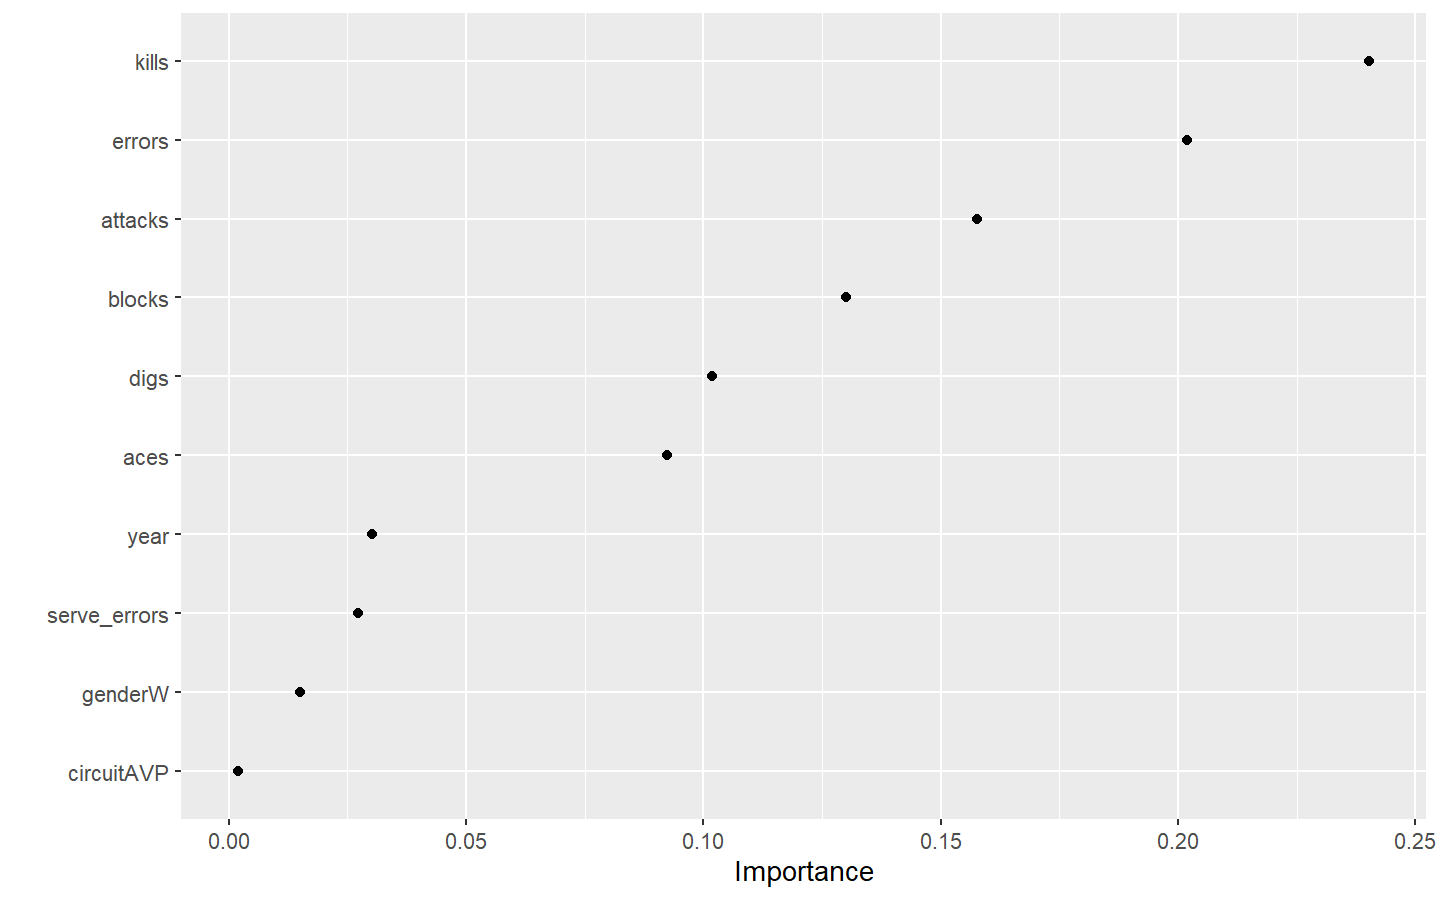 kills
errors
attacks
blocks
digs
aces
year
serve_errors
genderW
circuitAVP
0.00 0.05 0.10 0.15 0.20 0.25
Importance